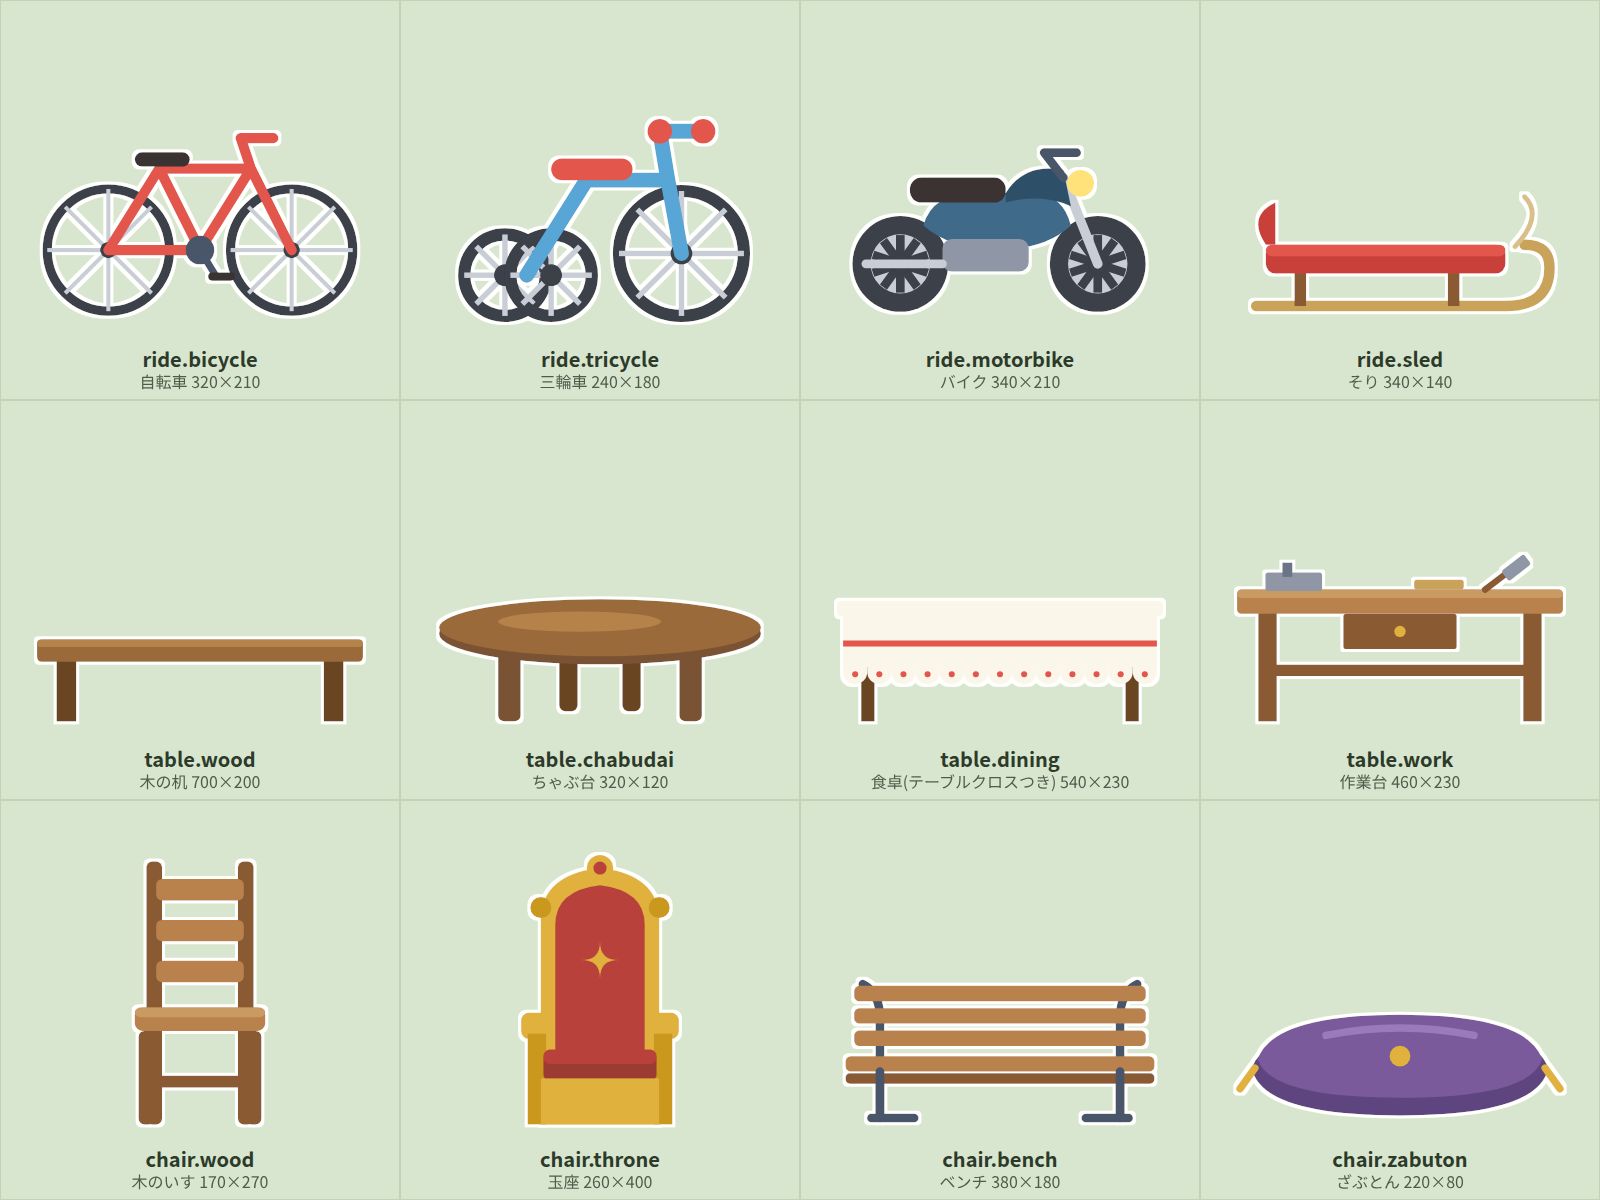 ride.bicycle
自転車 320×210
ride.tricycle
三輪車 240×180
ride.motorbike
バイク 340×210
ride.sled
そり 340×140
table.wood
木の机 700×200
table.chabudai
ちゃぶ台 320×120
table.dining
食卓(テーブルクロスつき) 540×230
table.work
作業台 460×230
chair.wood
木のいす 170×270
chair.throne
玉座 260×400
chair.bench
ベンチ 380×180
chair.zabuton
ざぶとん 220×80